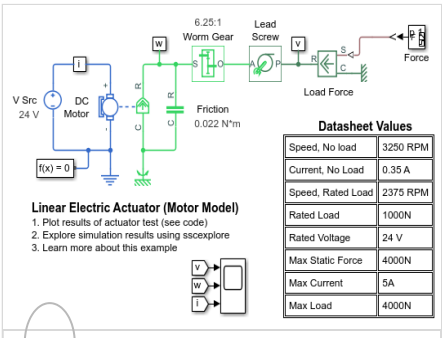 6.25:1
Worm Gear
Lead
Screw
w
v
i
S
O
A
P
R
S
C
Force
Load Force
V Src
24 V
DC
Motor
+
-
R
C
R
C
Friction
0.022 N*m
f(x) = 0
Datasheet Values
Speed, No load 3250 RPM
Current, No Load 0.35 A
Speed, Rated Load 2375 RPM
Rated Load 1000N
Rated Voltage 24 V
Max Static Force 4000N
Max Current 5A
Max Load 4000N
Linear Electric Actuator (Motor Model)
1. Plot results of actuator test (see code)
2. Explore simulation results using sscexplore
3. Learn more about this example
v
w
i